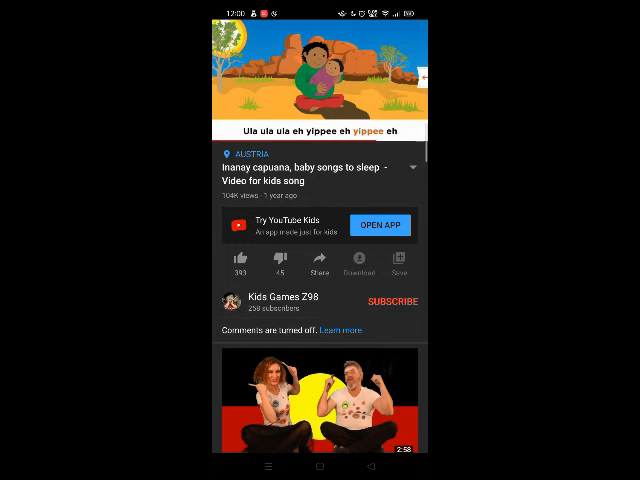 12:00
Ula ula ula eh yippee eh yippee eh
AUSTRIA
Inanay capuana, baby songs to sleep -
Video for kids song
104K views · 1 year ago
Try YouTube Kids
An app made just for kids
OPEN APP
393
45
Share
Download
Save
Kids Games Z98
258 subscribers
SUBSCRIBE
Comments are turned off. Learn more
2:58